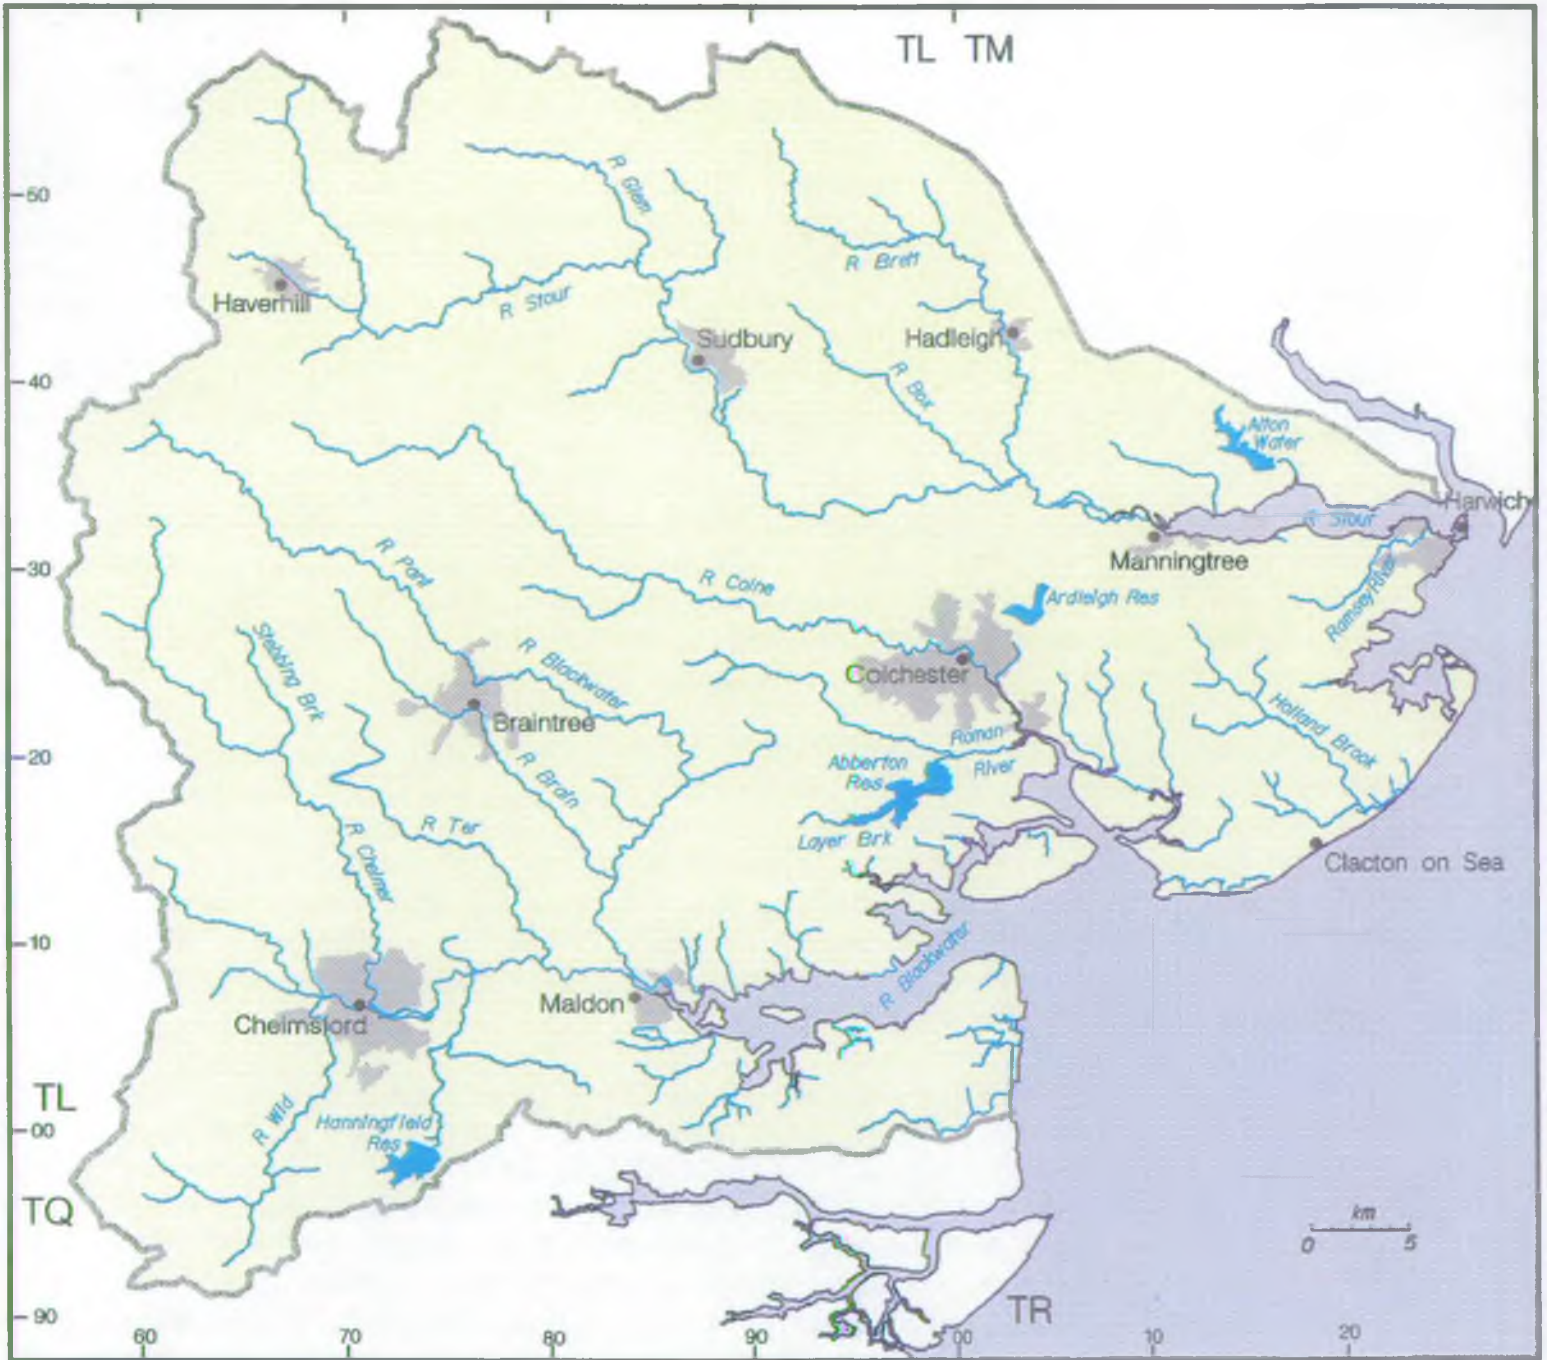 TL TM
50
R Glem
R Brett
Haverhill
R Stour
Sudbury
Hadleigh
40
R Box
Alton
Water
Harwich
R Stour
Manningtree
30
R Pant
R Colne
Ardleigh Res
Ramsey River
Stebbing Brk
R Blackwater
Colchester
Braintree
Holland Brook
20
Roman
River
Abberton
Res
R Brain
R Ter
Layer Brk
R Chelmer
Clacton on Sea
10
R Blackwater
Maldon
Chelmsford
TL
R Wid
Hanningfield
Res
00
TQ
km
0 5
TR
90
60 70 80 90 00 10 20